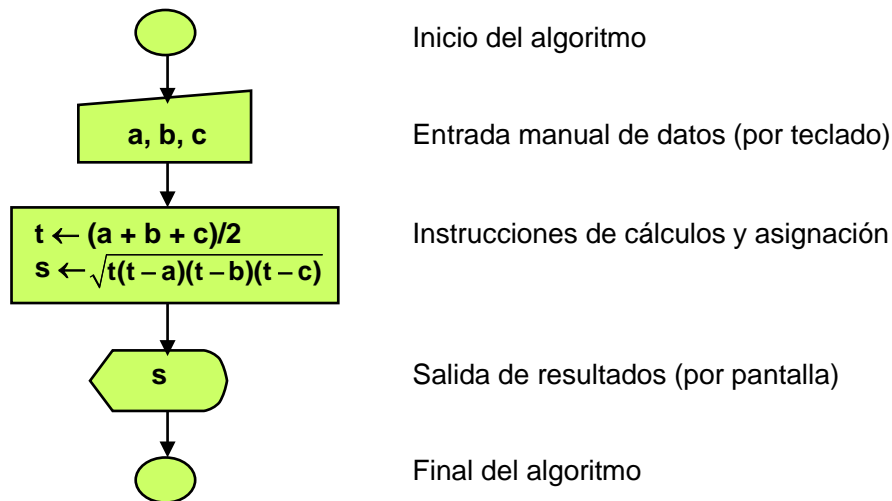 Inicio del algoritmo
a, b, c
Entrada manual de datos (por teclado)
t ← (a + b + c)/2
s ← √t(t – a)(t – b)(t – c)
Instrucciones de cálculos y asignación
s
Salida de resultados (por pantalla)
Final del algoritmo